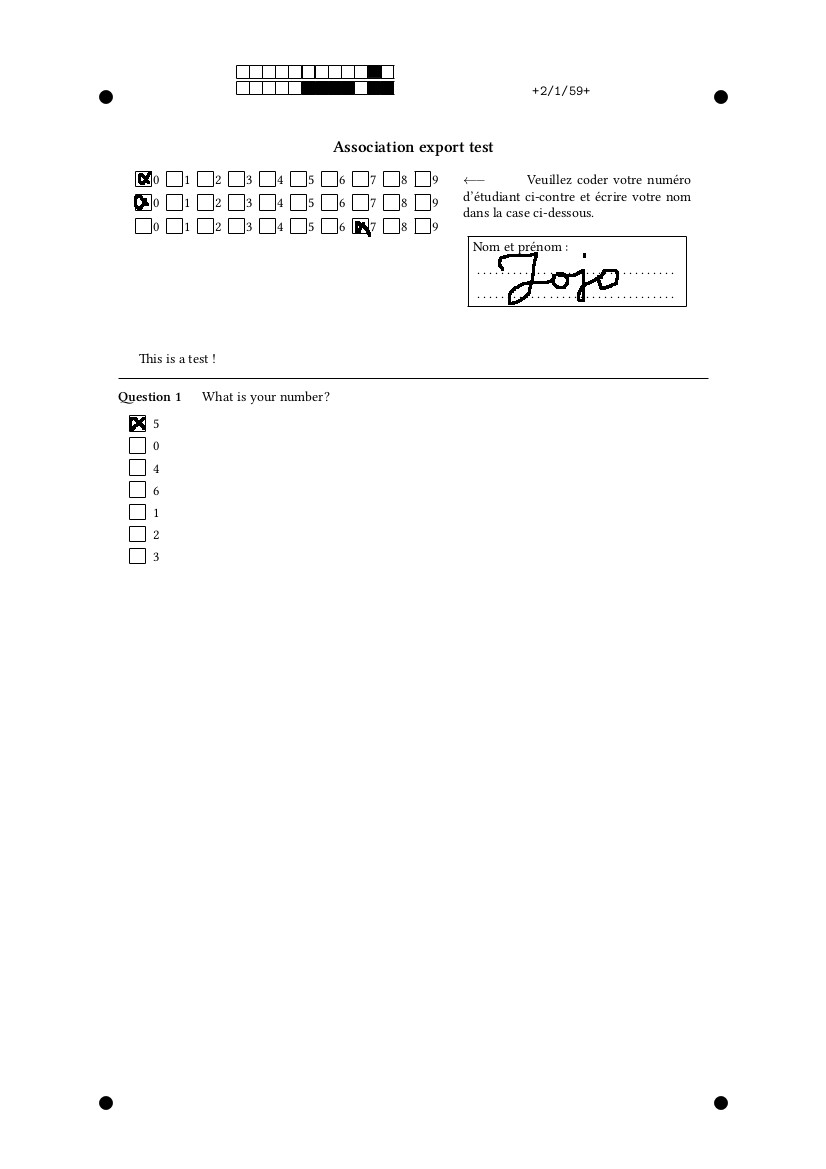 +2/1/59+
Association export test
0 1 2 3 4 5 6 7 8 9
0 1 2 3 4 5 6 7 8 9
0 1 2 3 4 5 6 7 8 9
←— Veuillez coder votre numéro
d'étudiant ci-contre et écrire votre nom
dans la case ci-dessous.
Nom et prénom :
Jojo
This is a test !
Question 1 What is your number?
5
0
4
6
1
2
3